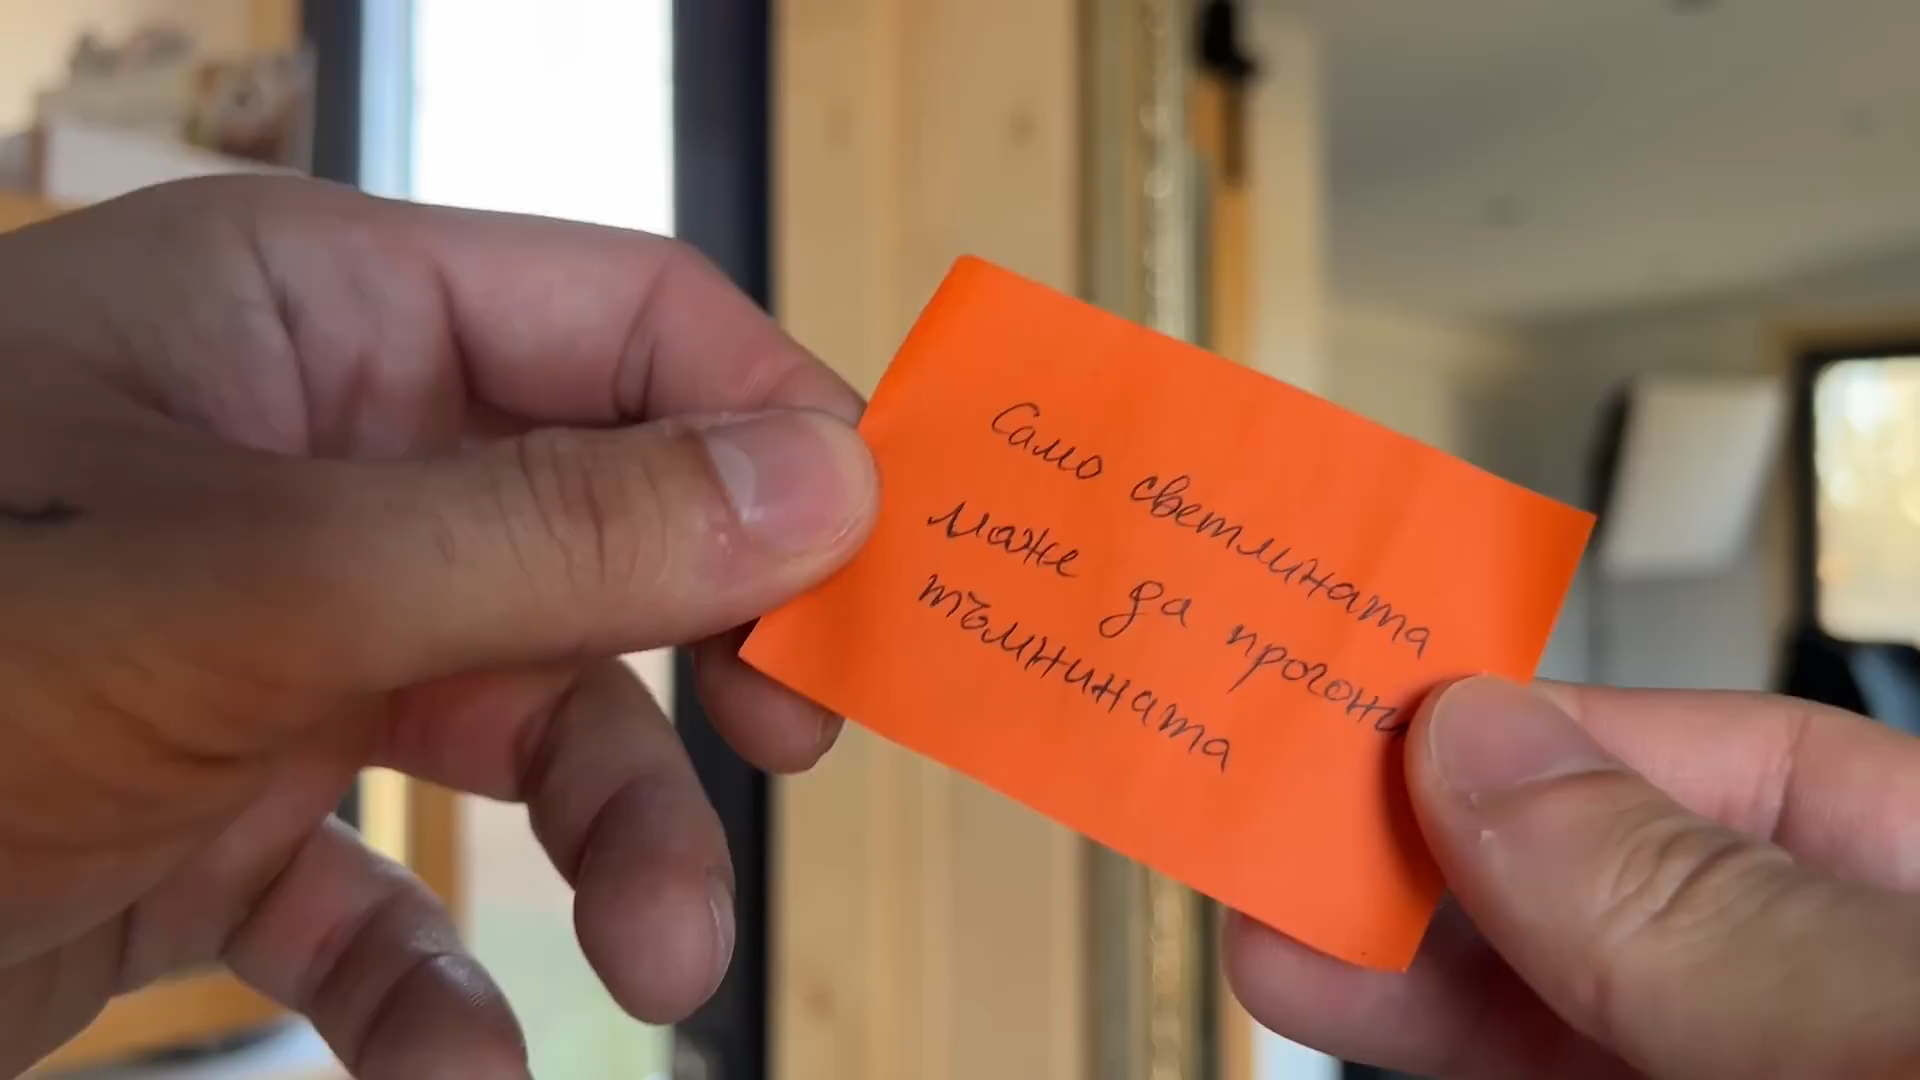 Само светлината
може да прогони
тъмнината